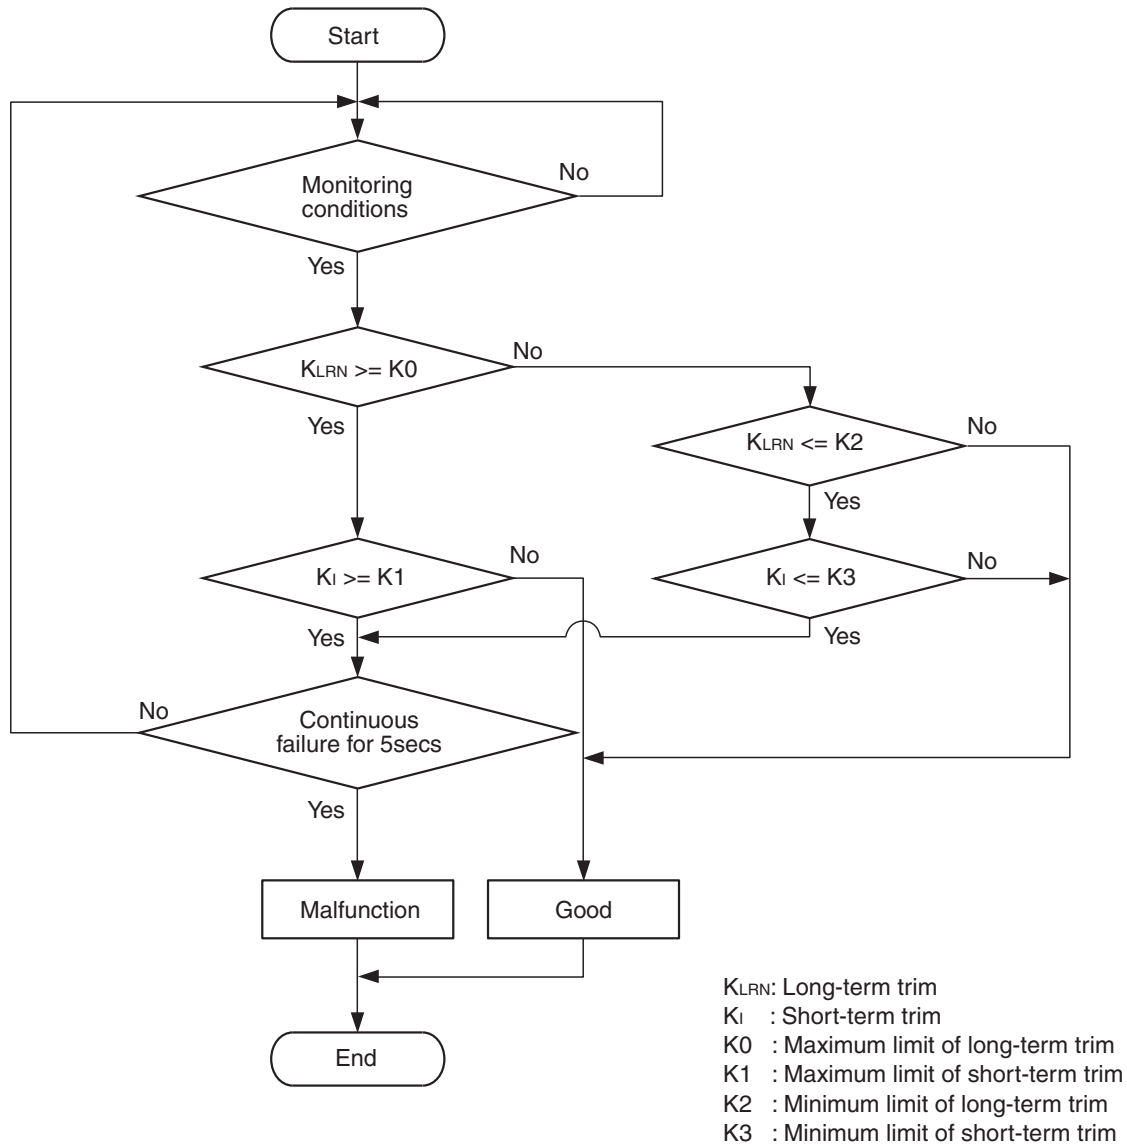 Start
Monitoring
conditions
No
Yes
KLRN >= K0
No
Yes
KLRN <= K2
No
Yes
KI >= K1
No
Yes
KI <= K3
No
Yes
Continuous
failure for 5secs
No
Yes
Malfunction
Good
End
KLRN: Long-term trim
KI : Short-term trim
K0 : Maximum limit of long-term trim
K1 : Maximum limit of short-term trim
K2 : Minimum limit of long-term trim
K3 : Minimum limit of short-term trim